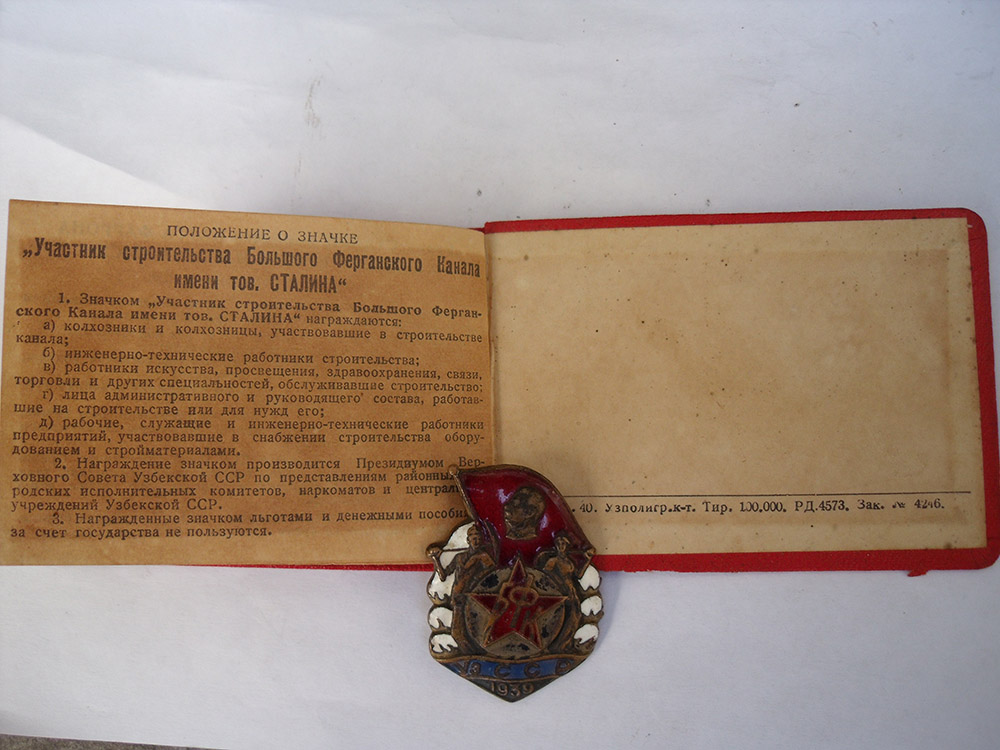 ПОЛОЖЕНИЕ О ЗНАЧКЕ
„Участник строительства Большого Ферганского Канала
имени тов. СТАЛИНА“
1. Значком „Участник строительства Большого Ферган-
ского Канала имени тов. СТАЛИНА“ награждаются:
а) колхозники и колхозницы, участвовавшие в строительстве
канала;
б) инженерно-технические работники строительства;
в) работники искусства, просвещения, здравоохранения, связи,
торговли и других специальностей, обслуживавшие строительство;
г) лица административного и руководящего состава, работав-
шие на строительстве или для нужд его;
д) рабочие, служащие и инженерно-технические работники
предприятий, участвовавшие в снабжении строительства обору-
дованием и стройматериалами.
2. Награждение значком производится Президиумом Вер-
ховного Совета Узбекской ССР по представлениям районных,
родских исполнительных комитетов, наркоматов и централь
учреждений Узбекской ССР.
3. Награжденные значком льготами и денежными пособи
за счет государства не пользуются.
. 40. Узполигр.к-т. Тир. 100.000. РД.4573. Зак. № 4246.
УзССР
1939